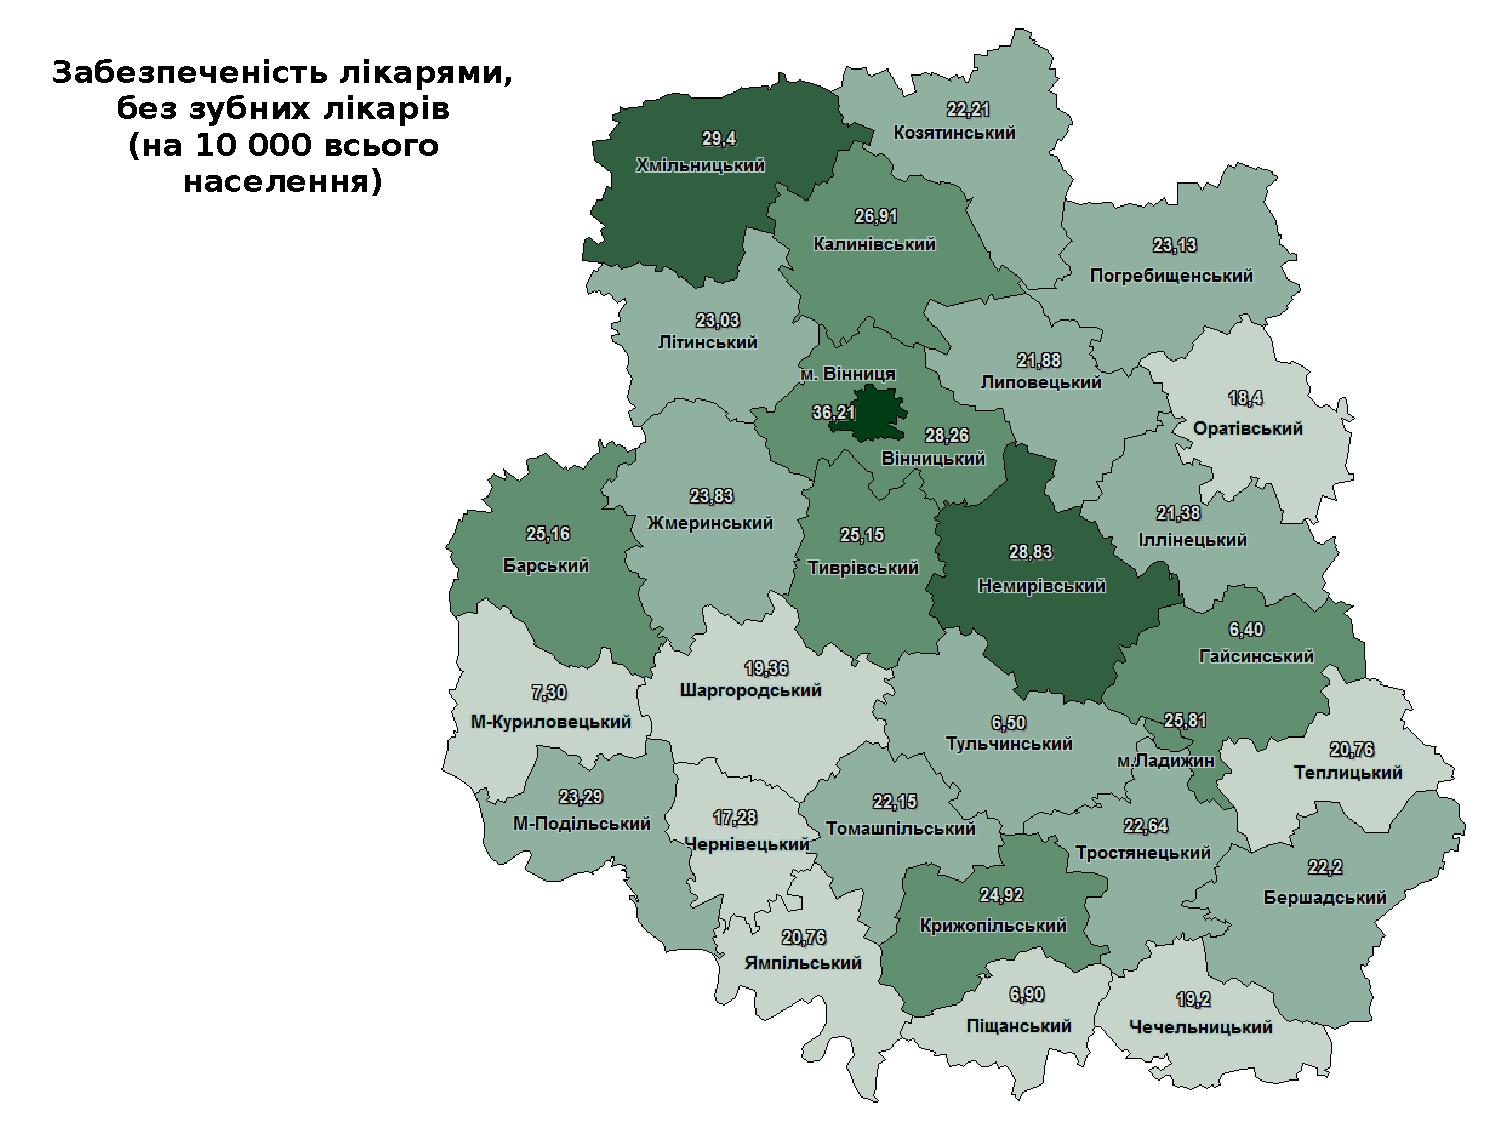 Забезпеченість лікарями,
без зубних лікарів
(на 10 000 всього
населення)
22,21
Козятинський
29,4
Хмільницький
26,91
Калинівський
23,13
Погребищенський
23,03
Літинський
21,88
Липовецький
м. Вінниця
36,21
28,26
Вінницький
18,4
Оратівський
23,83
Жмеринський
25,16
Барський
25,15
Тиврівський
28,83
Немирівський
21,38
Іллінецький
6,40
Гайсинський
19,36
Шаргородський
7,30
М-Куриловецький
6,50
Тульчинський
25,81
м.Ладижин
20,76
Теплицький
23,29
М-Подільський
17,28
Чернівецький
22,15
Томашпільський
22,64
Тростянецький
22,2
Бершадський
24,92
Крижопільський
20,76
Ямпільський
6,90
Піщанський
19,2
Чечельницький